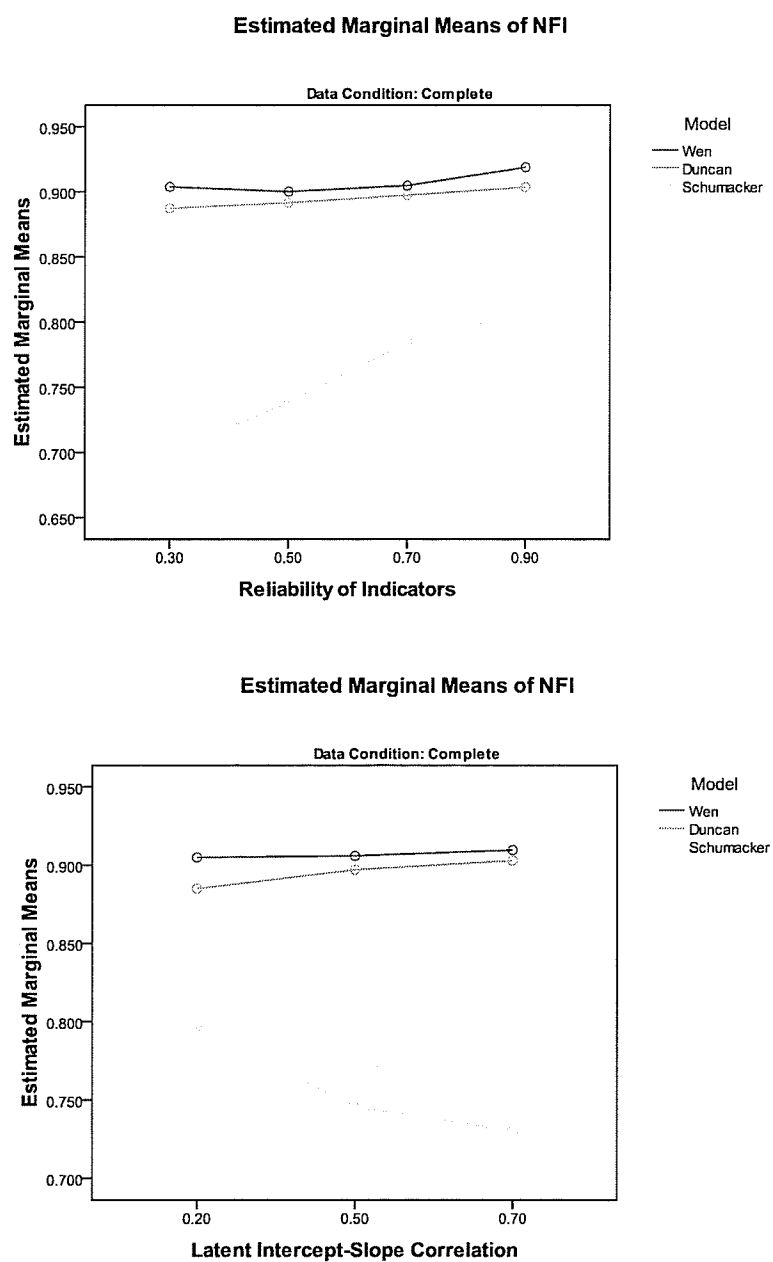 Estimated Marginal Means of NFI
Data Condition: Complete
Model
Wen
Duncan
Schumacker
Estimated Marginal Means
0.950
0.900
0.850
0.800
0.750
0.700
0.650
0.30
0.50
0.70
0.90
Reliability of Indicators
Estimated Marginal Means of NFI
Data Condition: Complete
Model
Wen
Duncan
Schumacker
Estimated Marginal Means
0.950
0.900
0.850
0.800
0.750
0.700
0.20
0.50
0.70
Latent Intercept-Slope Correlation